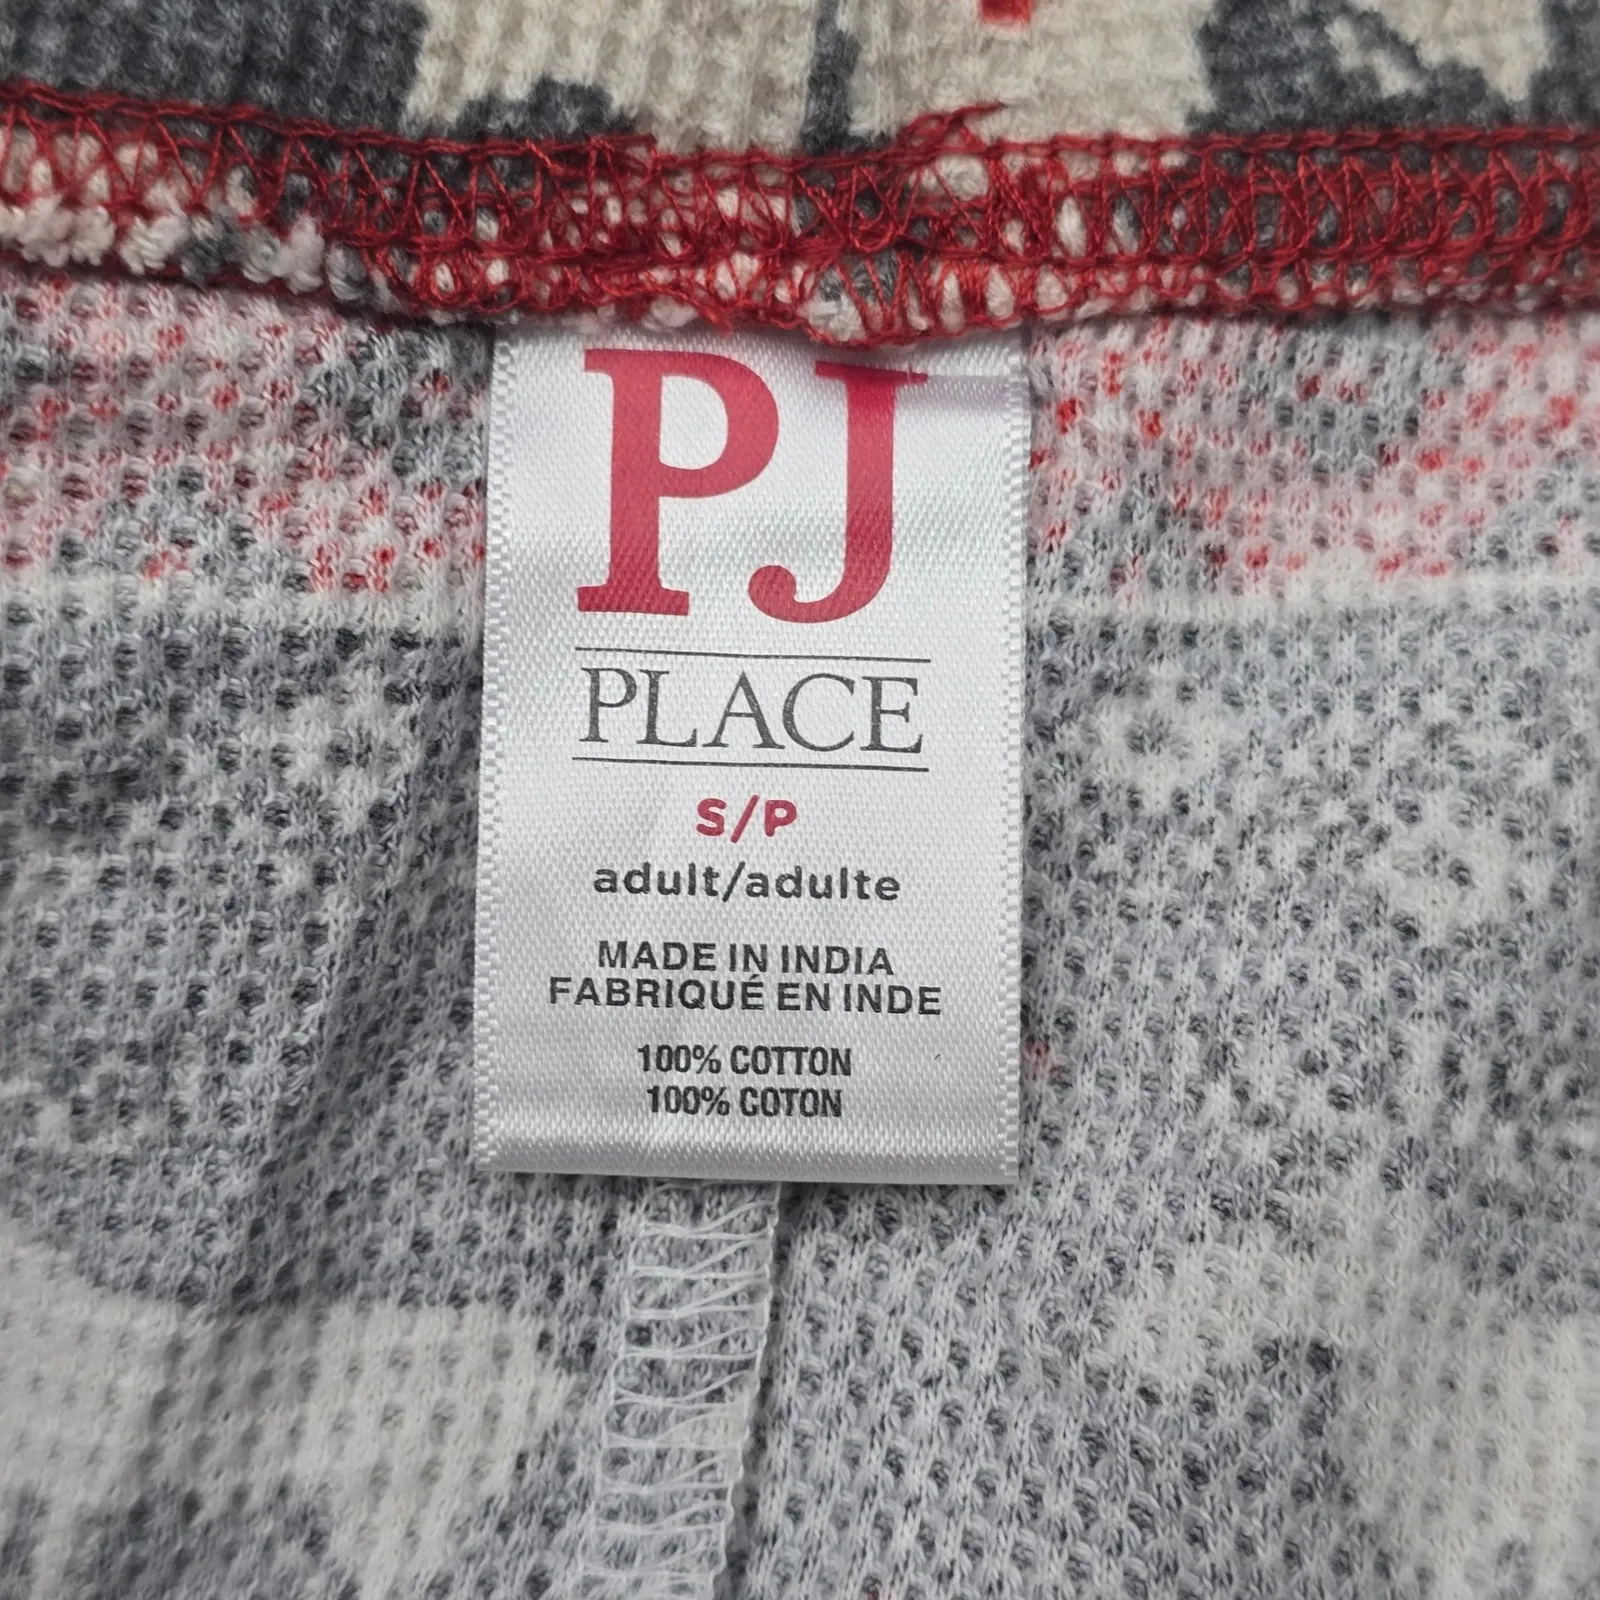 PJ
PLACE
S/P
adult/adulte
MADE IN INDIA
FABRIQUÉ EN INDE
100% COTTON
100% COTON